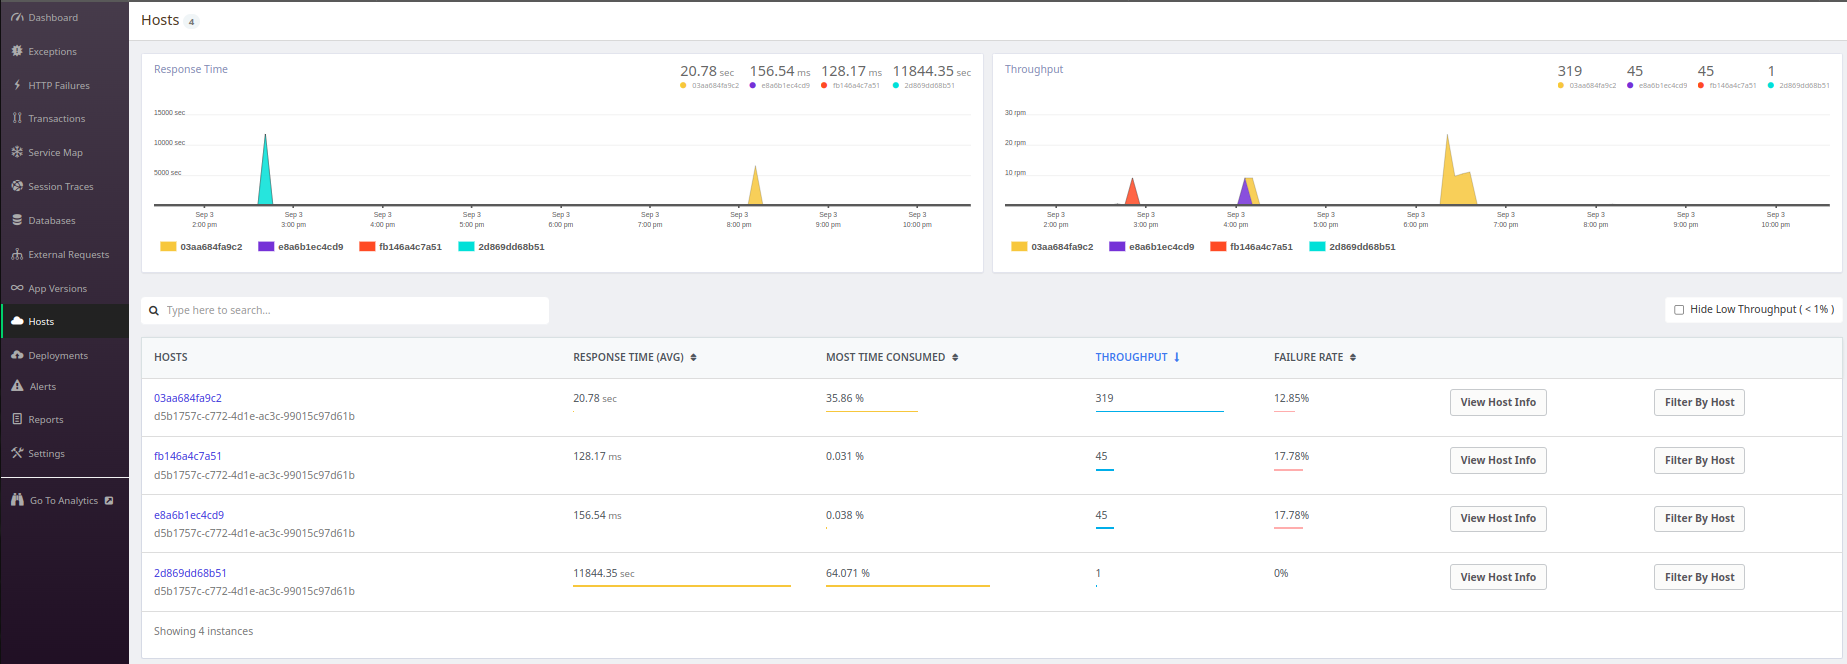 Dashboard
Exceptions
HTTP Failures
Transactions
Service Map
Session Traces
Databases
External Requests
App Versions
Hosts
Deployments
Alerts
Reports
Settings
Go To Analytics
Hosts 4
Response Time
20.78 sec 156.54 ms 128.17 ms 11844.35 sec
03aa684fa9c2 e8a6b1ec4cd9 fb146a4c7a51 2d869dd68b51
15000 sec
10000 sec
5000 sec
Sep 3 Sep 3 Sep 3 Sep 3 Sep 3 Sep 3 Sep 3 Sep 3 Sep 3
2:00 pm 3:00 pm 4:00 pm 5:00 pm 6:00 pm 7:00 pm 8:00 pm 9:00 pm 10:00 pm
03aa684fa9c2 e8a6b1ec4cd9 fb146a4c7a51 2d869dd68b51
Throughput
319 45 45 1
03aa684fa9c2 e8a6b1ec4cd9 fb146a4c7a51 2d869dd68b51
30 rpm
20 rpm
10 rpm
Sep 3 Sep 3 Sep 3 Sep 3 Sep 3 Sep 3 Sep 3 Sep 3 Sep 3
2:00 pm 3:00 pm 4:00 pm 5:00 pm 6:00 pm 7:00 pm 8:00 pm 9:00 pm 10:00 pm
03aa684fa9c2 e8a6b1ec4cd9 fb146a4c7a51 2d869dd68b51
Type here to search...
Hide Low Throughput ( < 1% )
HOSTS RESPONSE TIME (AVG) MOST TIME CONSUMED THROUGHPUT FAILURE RATE
03aa684fa9c2 20.78 sec 35.86 % 319 12.85% View Host Info Filter By Host
d5b1757c-c772-4d1e-ac3c-99015c97d61b
fb146a4c7a51 128.17 ms 0.031 % 45 17.78% View Host Info Filter By Host
d5b1757c-c772-4d1e-ac3c-99015c97d61b
e8a6b1ec4cd9 156.54 ms 0.038 % 45 17.78% View Host Info Filter By Host
d5b1757c-c772-4d1e-ac3c-99015c97d61b
2d869dd68b51 11844.35 sec 64.071 % 1 0% View Host Info Filter By Host
d5b1757c-c772-4d1e-ac3c-99015c97d61b
Showing 4 instances